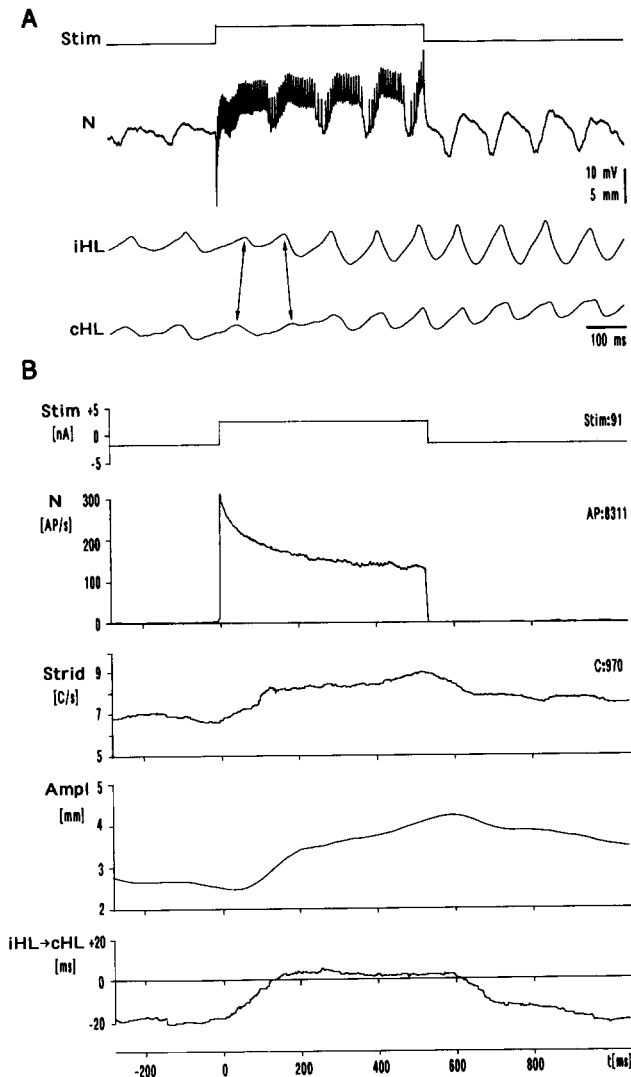 A
Stim
N
10 mV
5 mm
iHL
cHL
100 ms
B
Stim +5
[nA] 0
-5
Stim:91
N 300
[AP/s] 200
100
0
AP:8311
Strid 9
[C/s] 7
5
C:970
Ampl 5
[mm] 4
3
2
iHL→cHL +20
[ms] 0
-20
-200 0 200 400 600 800 t[ms]